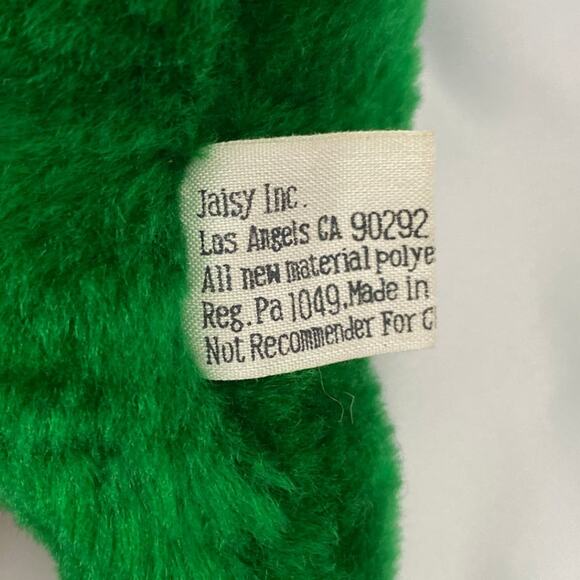 Jaisy Inc.
Los Angels CA 90292
All new material polye
Reg.Pa 1049.Made in
Not Recommender For C